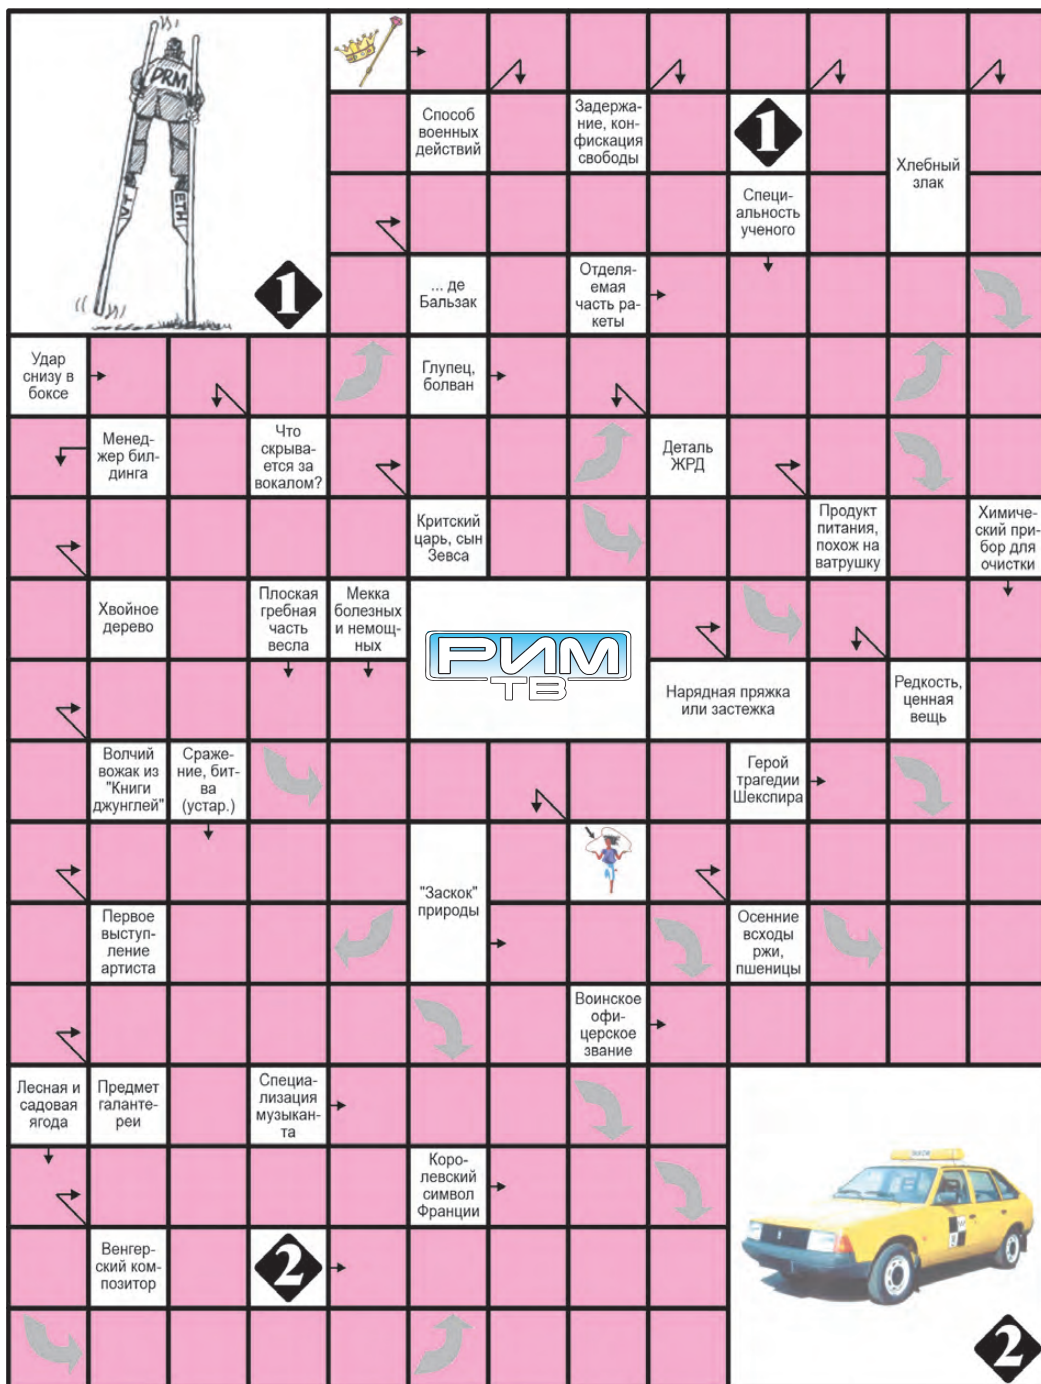 PRM
VT
ETH
1
Способ
военных
действий
Задержа-
ние, кон-
фискация
свободы
1
Хлебный
злак
Специ-
альность
ученого
... де
Бальзак
Отделя-
емая
часть ра-
кеты
Удар
снизу в
боксе
Глупец,
болван
Менед-
жер бил-
динга
Что
скрыва-
ется за
вокалом?
Деталь
ЖРД
Критский
царь, сын
Зевса
Продукт
питания,
похож на
ватрушку
Химиче-
ский при-
бор для
очистки
Хвойное
дерево
Плоская
гребная
часть
весла
Мекка
болезных
и немощ-
ных
РИМ
ТВ
Нарядная пряжка
или застежка
Редкость,
ценная
вещь
Волчий
вожак из
"Книги
джунглей"
Сраже-
ние, бит-
ва
(устар.)
Герой
трагедии
Шекспира
"Заскок"
природы
Первое
выступ-
ление
артиста
Осенние
всходы
ржи,
пшеницы
Воинское
офи-
церское
звание
Лесная и
садовая
ягода
Предмет
галанте-
реи
Специа-
лизация
музыкан-
та
Коро-
левский
символ
Франции
Венгер-
ский ком-
позитор
2
2